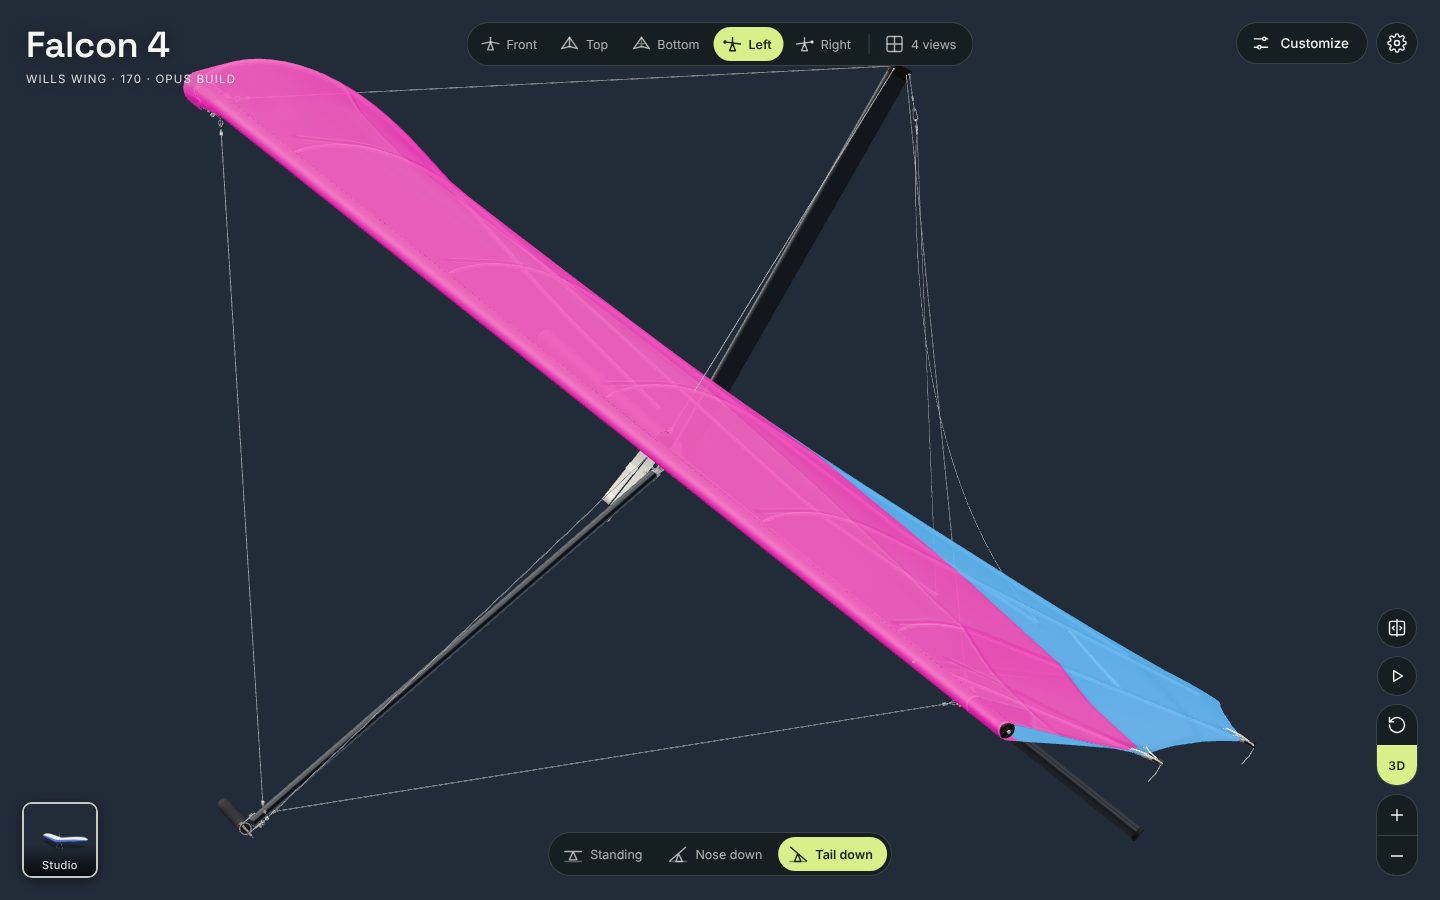 Falcon 4
WILLS WING · 170 · OPUS BUILD
Front
Top
Bottom
Left
Right
4 views
Customize
3D
Studio
Standing
Nose down
Tail down